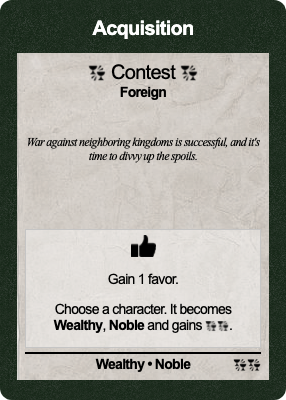 Acquisition
Contest
Foreign
War against neighboring kingdoms is successful, and it's
time to divvy up the spoils.
Gain 1 favor.
Choose a character. It becomes
Wealthy, Noble and gains .
Wealthy • Noble